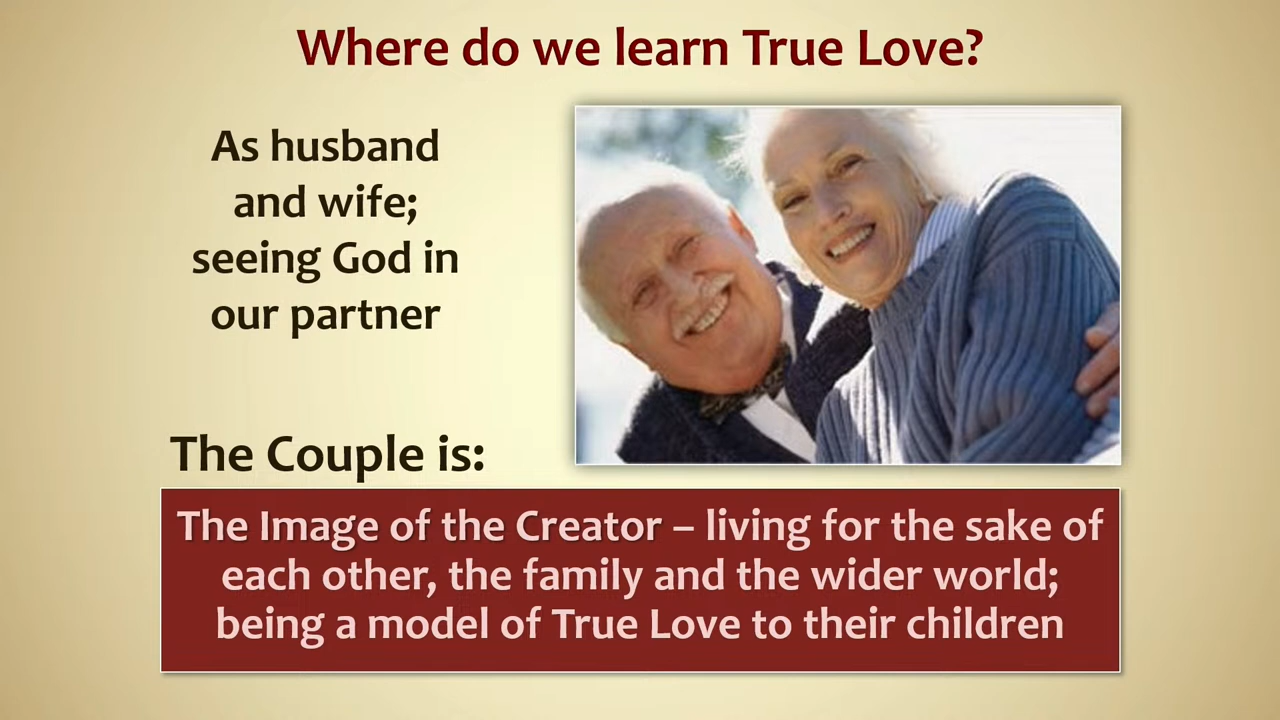 Where do we learn True Love?
As husband
and wife;
seeing God in
our partner
The Couple is:
The Image of the Creator – living for the sake of
each other, the family and the wider world;
being a model of True Love to their children